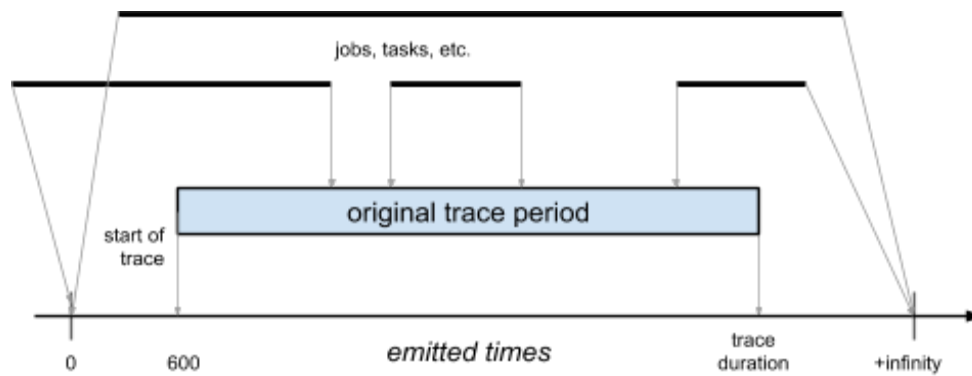 jobs, tasks, etc.
original trace period
start of
trace
0
600
emitted times
trace
duration
+infinity